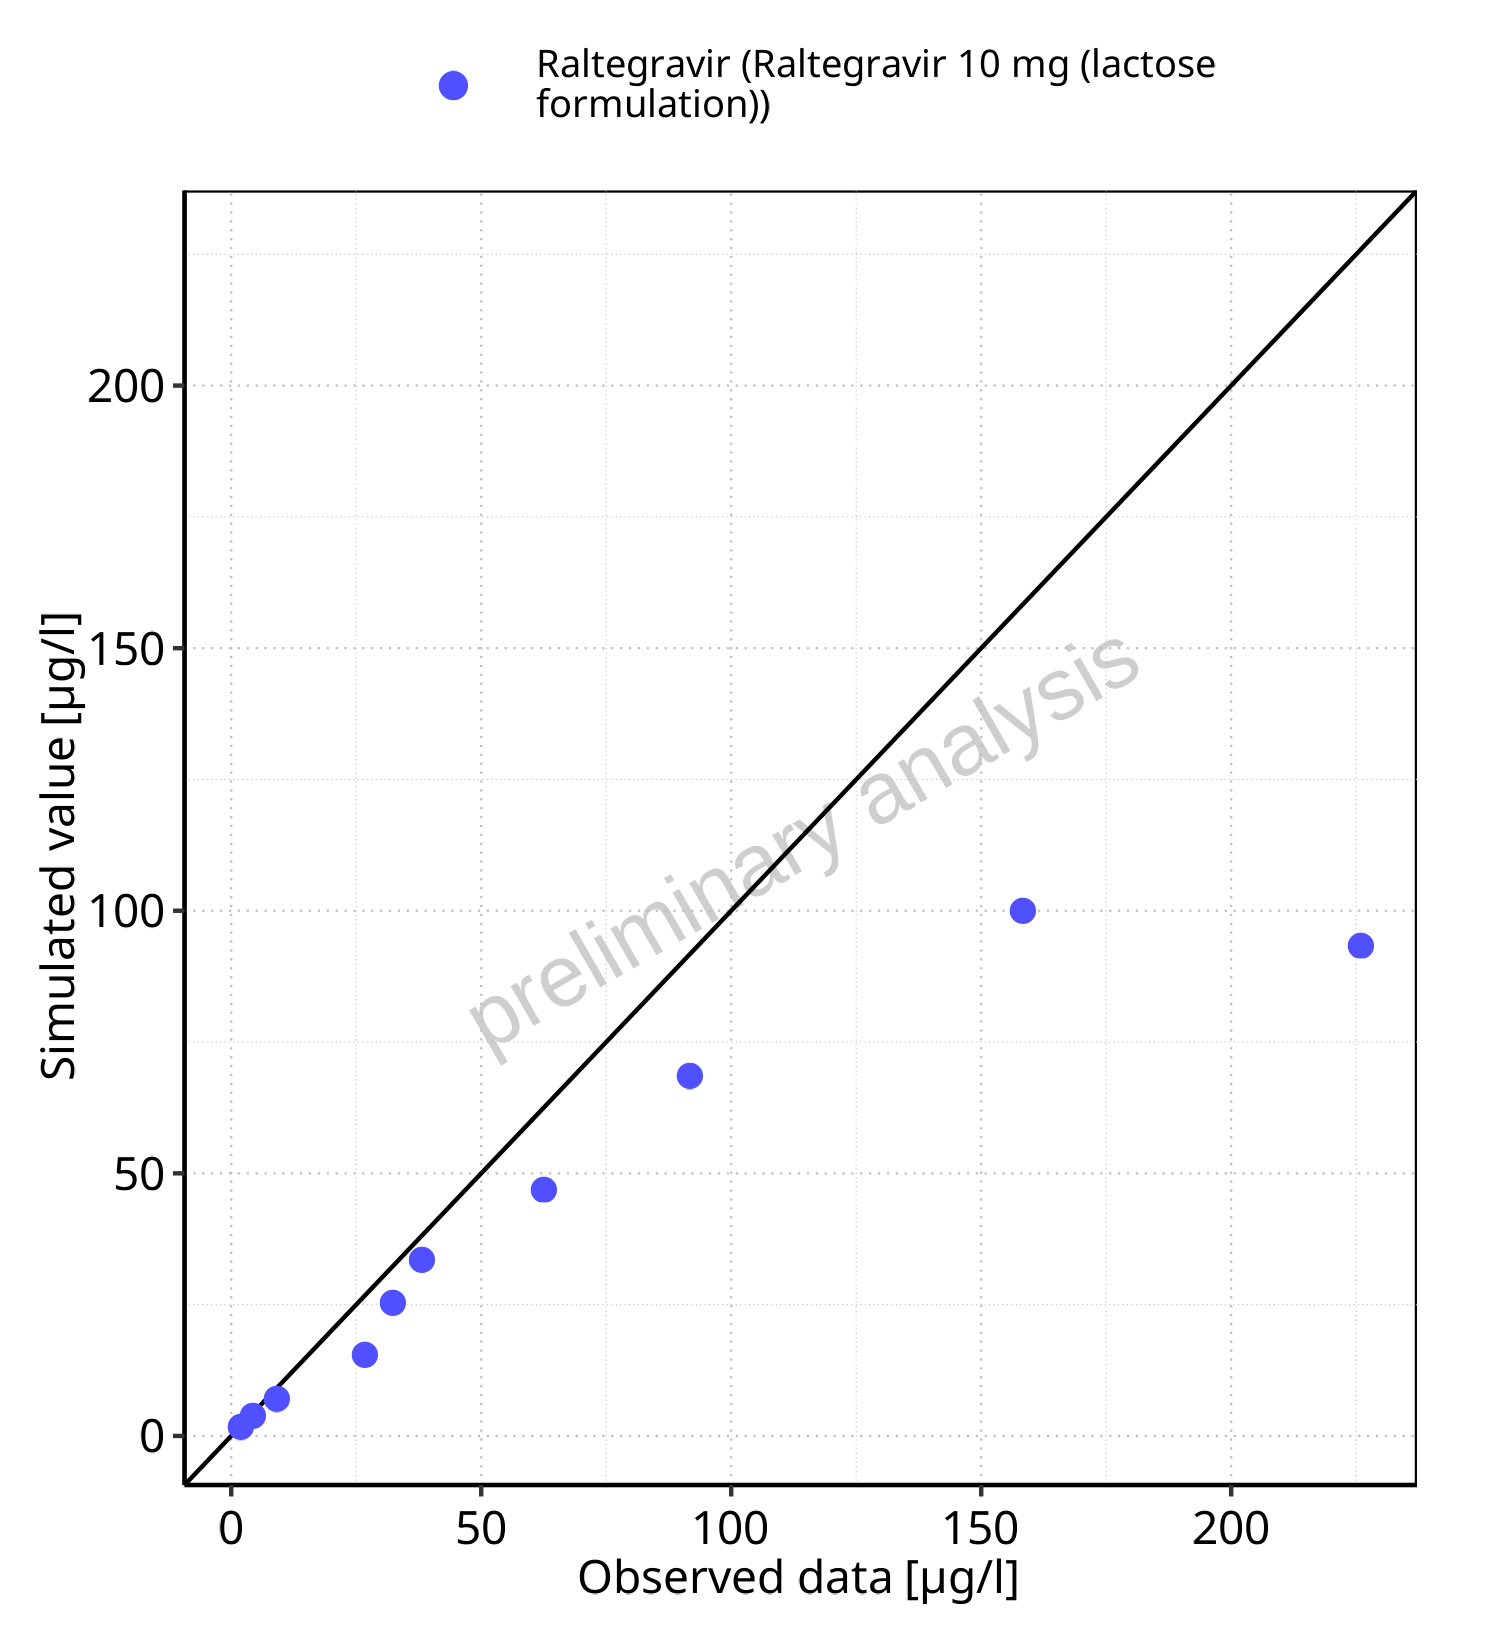 Raltegravir (Raltegravir 10 mg (lactose
formulation))
200
150
100
50
0
Simulated value [µg/l]
preliminary analysis
0 50 100 150 200
Observed data [µg/l]